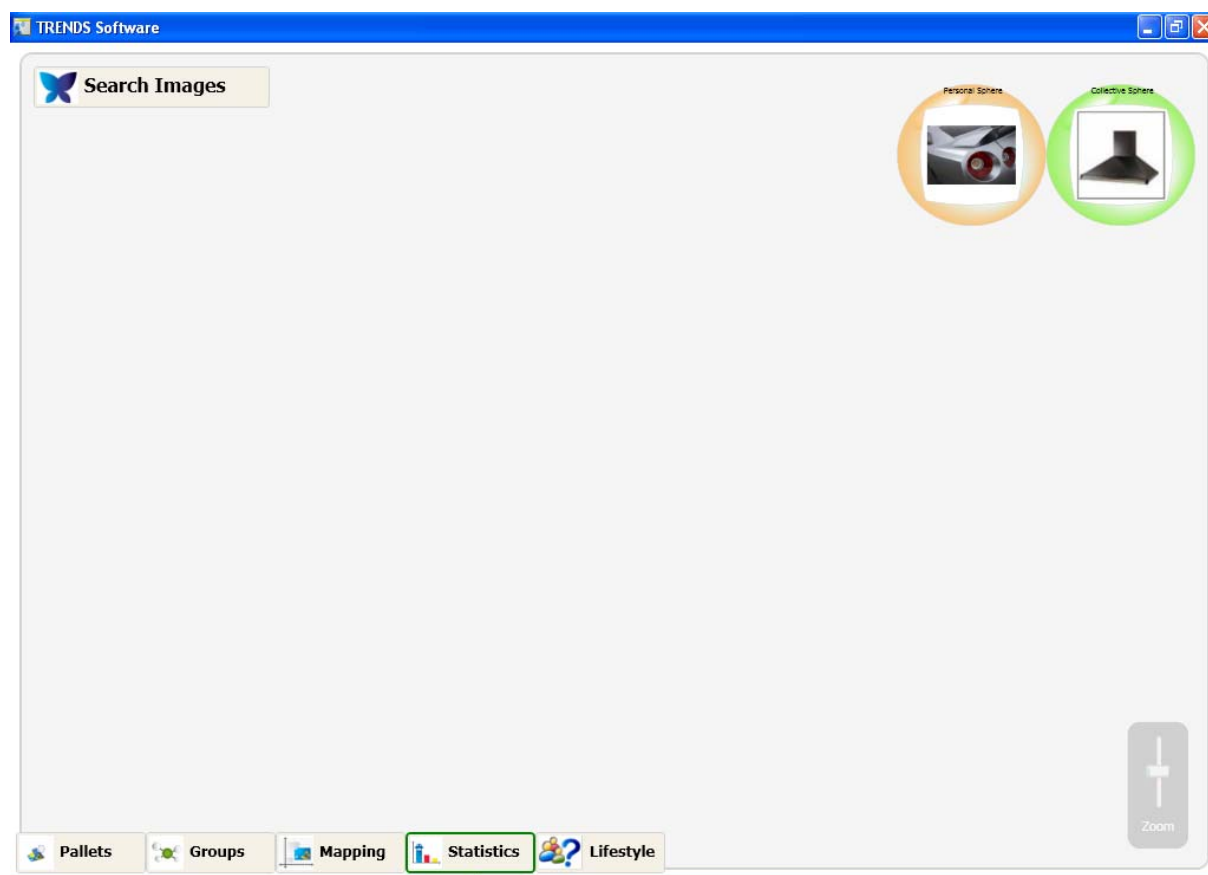 TRENDS Software
Search Images
Personal Sphere
Collective Sphere
Zoom
Pallets
Groups
Mapping
Statistics
Lifestyle